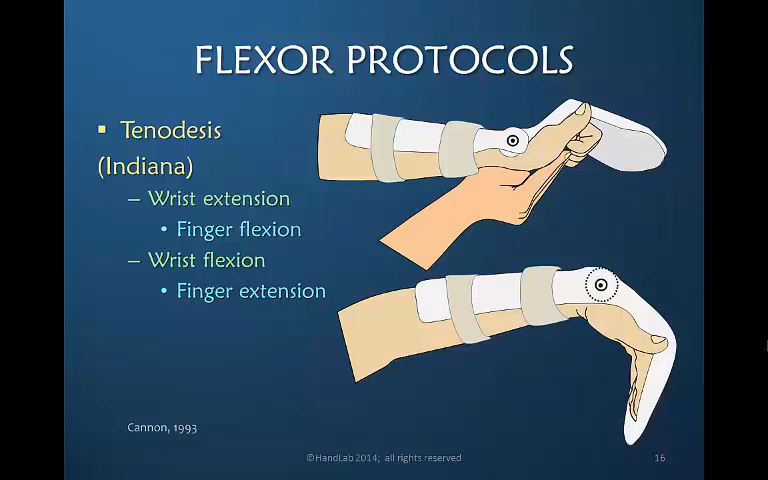 FLEXOR PROTOCOLS
▪ Tenodesis
(Indiana)
– Wrist extension
• Finger flexion
– Wrist flexion
• Finger extension
Cannon, 1993
©HandLab 2014; all rights reserved
16